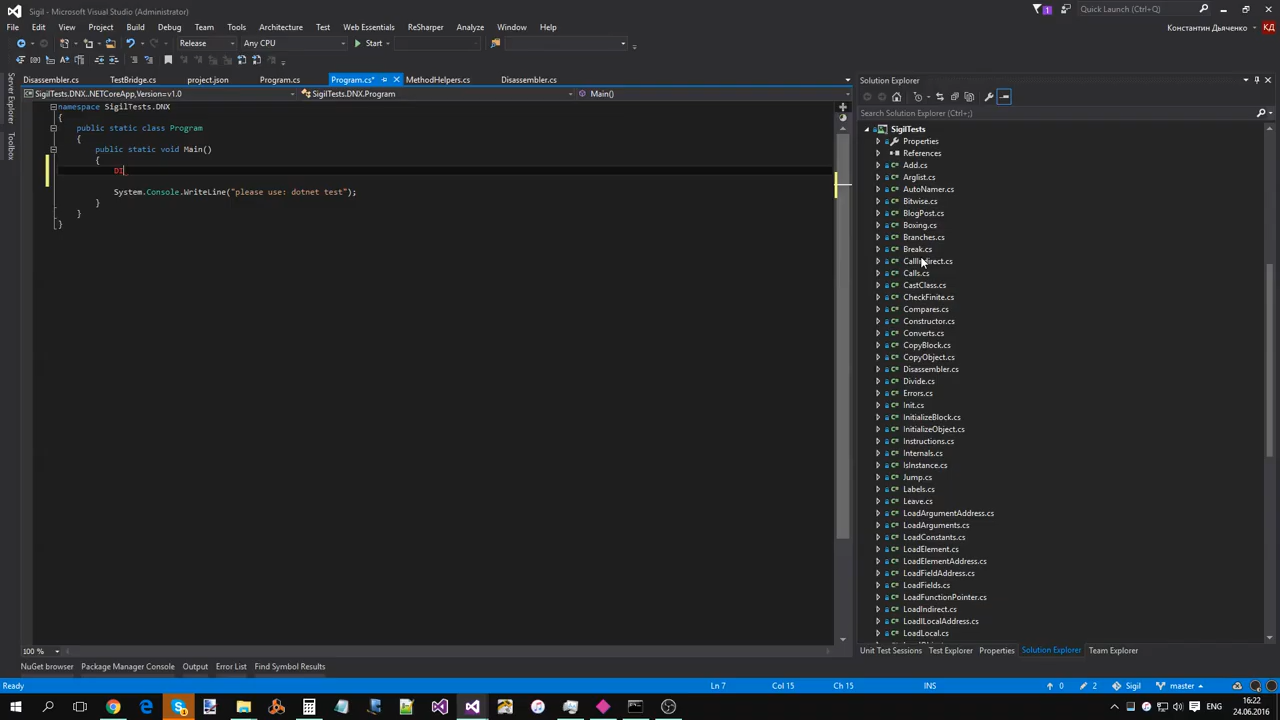 Sigil - Microsoft Visual Studio (Administrator)
1
Quick Launch (Ctrl+Q)
File Edit View Project Build Debug Team Tools Architecture Test Web Essentials ReSharper Analyze Window Help
Константин Дьяченко КД
Release Any CPU Start
Disassembler.cs TestBridge.cs project.json Program.cs Program.cs* MethodHelpers.cs Disassembler.cs
SigilTests.DNX..NETCoreApp,Version=v1.0 SigilTests.DNX.Program Main()
Server Explorer
Toolbox
namespace SigilTests.DNX
{
public static class Program
{
public static void Main()
{
DI
System.Console.WriteLine("please use: dotnet test");
}
}
}
100 %
Solution Explorer
Search Solution Explorer (Ctrl+;)
SigilTests
Properties
References
Add.cs
Arglist.cs
AutoNamer.cs
Bitwise.cs
BlogPost.cs
Boxing.cs
Branches.cs
Break.cs
CallIndirect.cs
Calls.cs
CastClass.cs
CheckFinite.cs
Compares.cs
Constructor.cs
Converts.cs
CopyBlock.cs
CopyObject.cs
Disassembler.cs
Divide.cs
Errors.cs
Init.cs
InitializeBlock.cs
InitializeObject.cs
Instructions.cs
Internals.cs
IsInstance.cs
Jump.cs
Labels.cs
Leave.cs
LoadArgumentAddress.cs
LoadArguments.cs
LoadConstants.cs
LoadElement.cs
LoadElementAddress.cs
LoadFieldAddress.cs
LoadFields.cs
LoadFunctionPointer.cs
LoadIndirect.cs
LoadLocalAddress.cs
LoadLocal.cs
Unit Test Sessions Test Explorer Properties Solution Explorer Team Explorer
NuGet browser Package Manager Console Output Error List Find Symbol Results
Ready Ln 7 Col 15 Ch 15 INS 0 2 Sigil master
ENG 16:22
24.06.2016